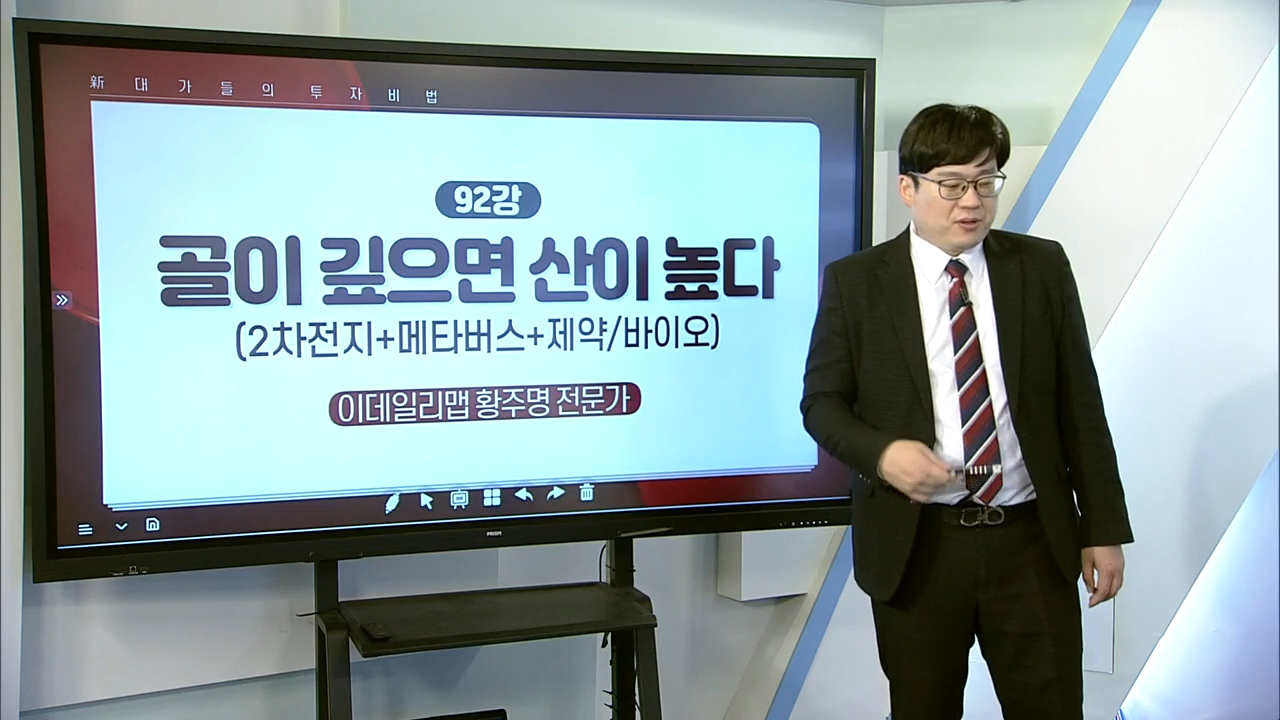 新 대가들의 투자비법
92강
골이 깊으면 산이 높다
(2차전지+메타버스+제약/바이오)
이데일리맵 황주명 전문가
PRISM